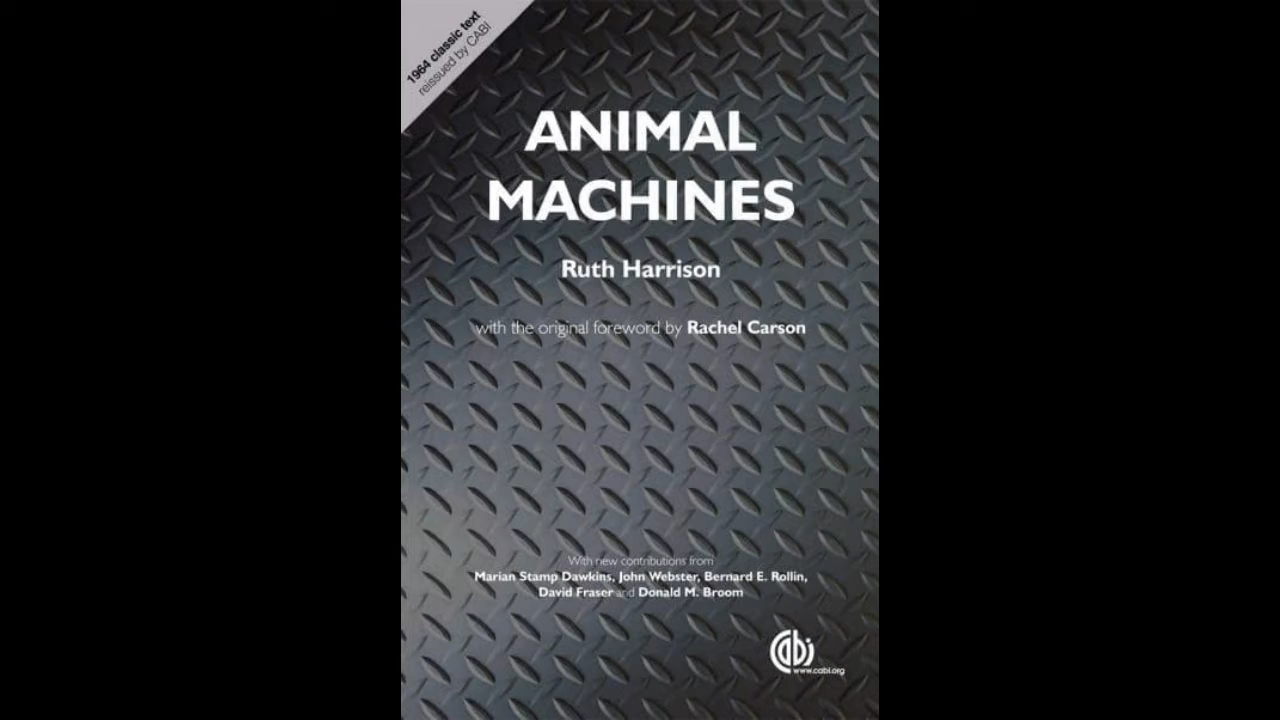 1964 classic text
reissued by CABI
ANIMAL
MACHINES
Ruth Harrison
with the original foreword by Rachel Carson
With new contributions from
Marian Stamp Dawkins, John Webster, Bernard E. Rollin,
David Fraser and Donald M. Broom
cabi
www.cabi.org